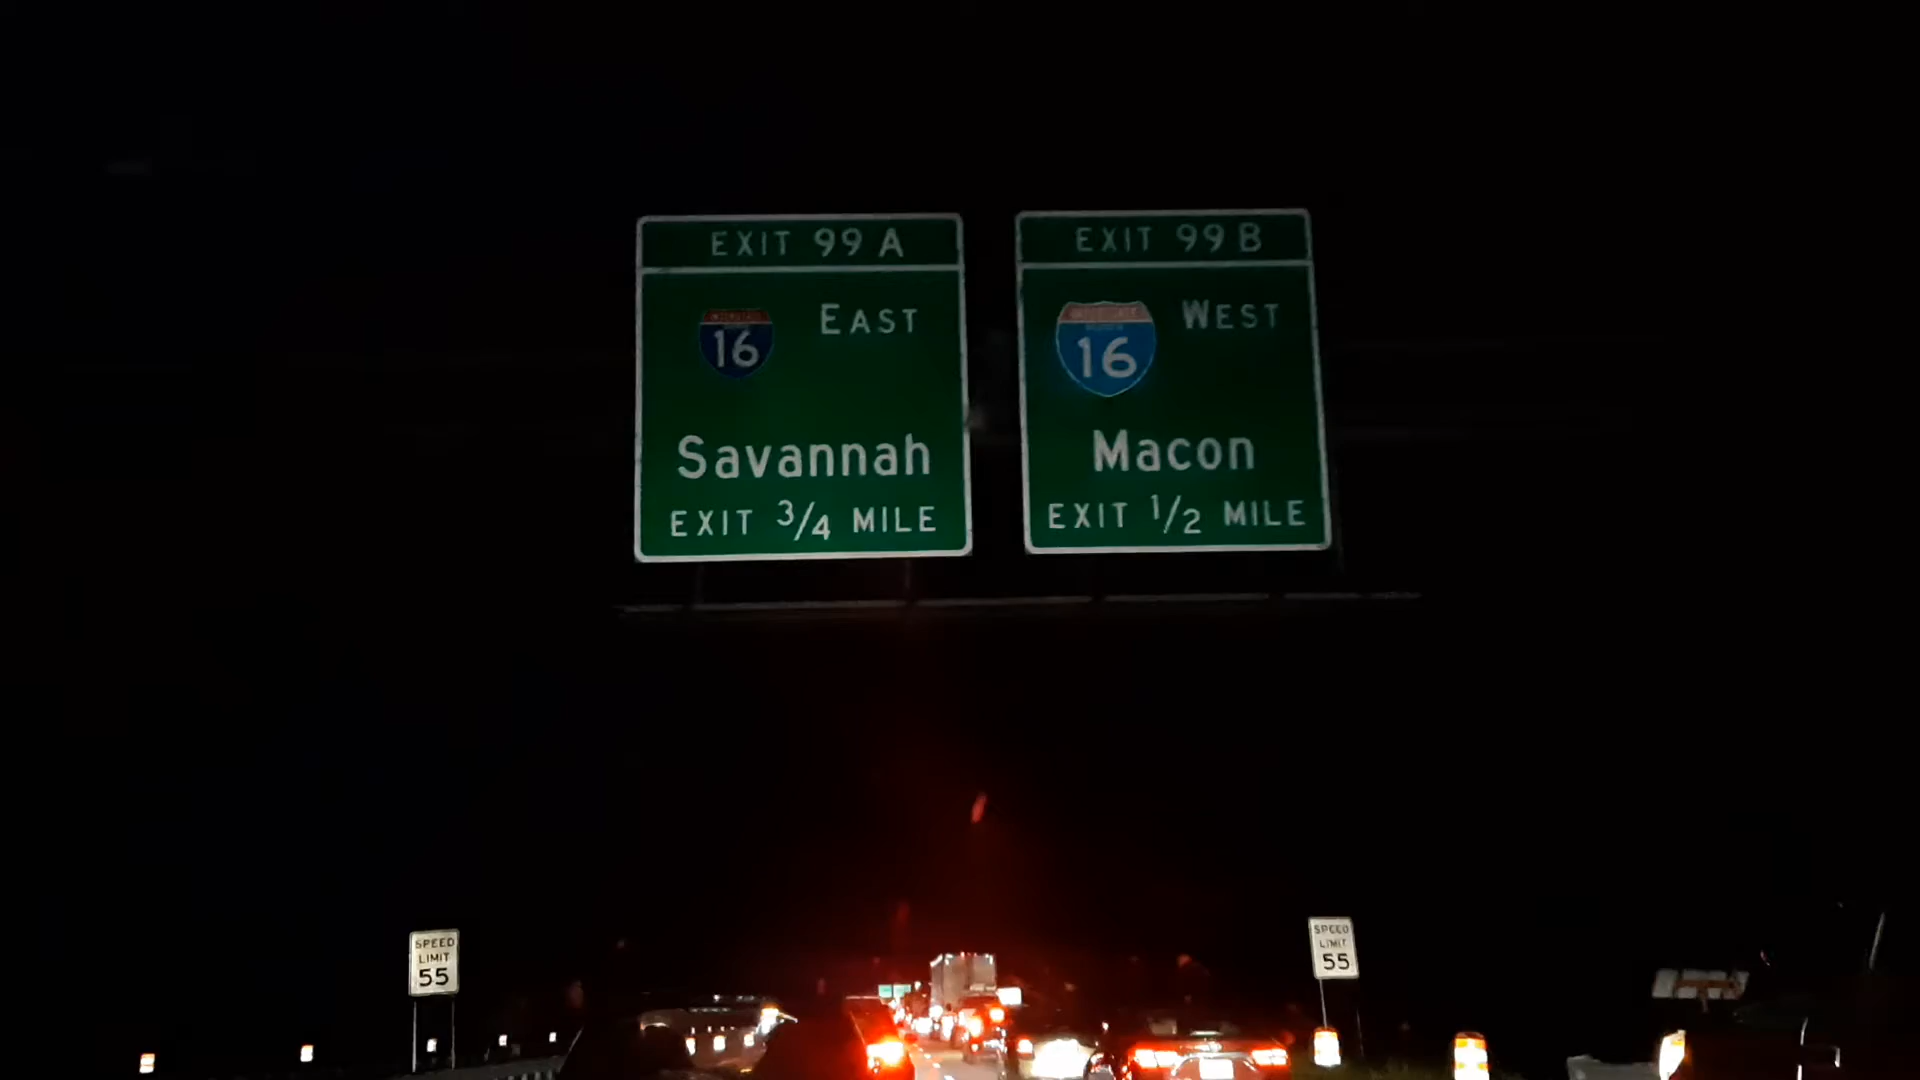 EXIT 99 A
16 EAST
Savannah
EXIT 3/4 MILE
EXIT 99 B
16 WEST
Macon
EXIT 1/2 MILE
SPEED
LIMIT
55
SPEED
LIMIT
55